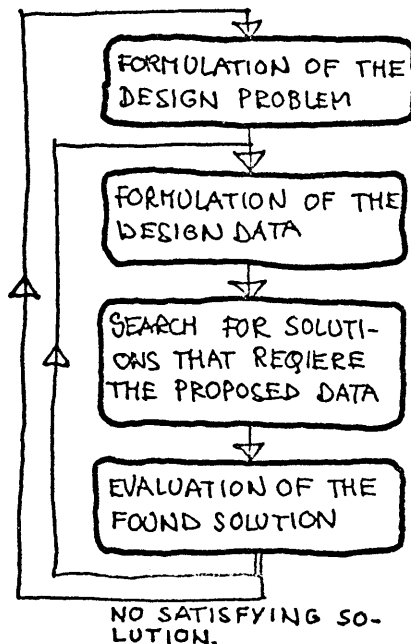 FORMULATION OF THE
DESIGN PROBLEM
FORMULATION OF THE
DESIGN DATA
SEARCH FOR SOLUTI-
ONS THAT REQIERE
THE PROPOSED DATA
EVALUATION OF THE
FOUND SOLUTION
NO SATISFYING SO-
LUTION.